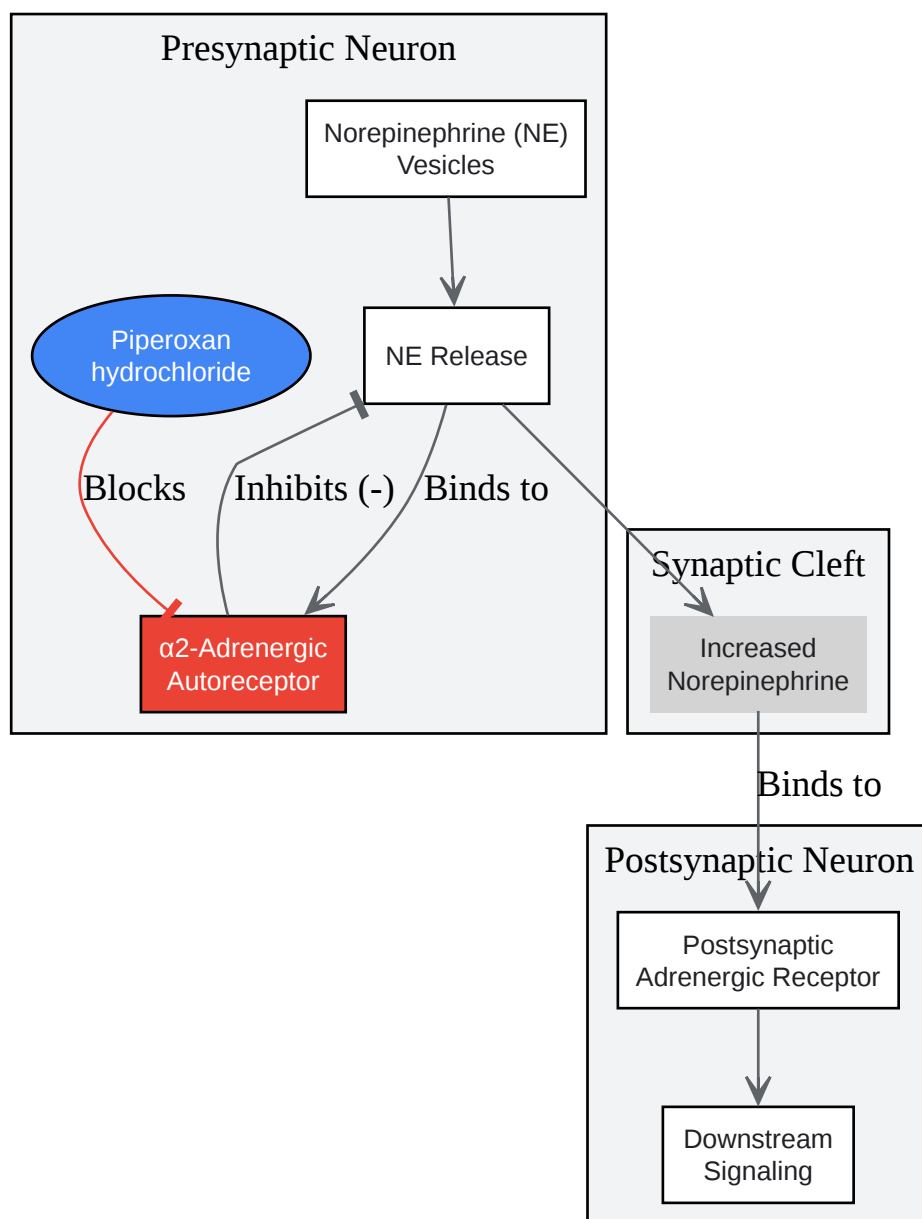 Presynaptic Neuron
Norepinephrine (NE)
Vesicles
Piperoxan
hydrochloride
NE Release
Blocks
Inhibits (-)
Binds to
α2-Adrenergic
Autoreceptor
Synaptic Cleft
Increased
Norepinephrine
Binds to
Postsynaptic Neuron
Postsynaptic
Adrenergic Receptor
Downstream
Signaling